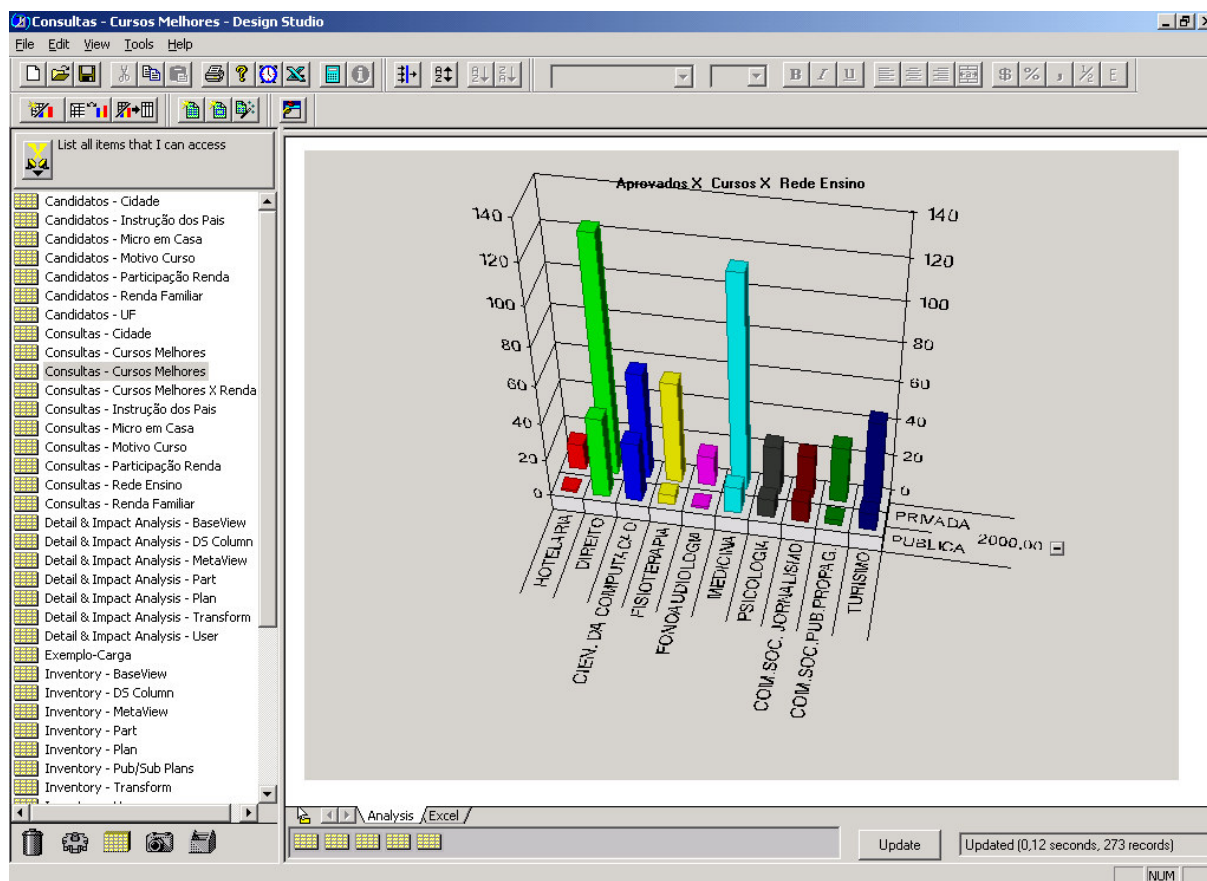 Consultas - Cursos Melhores - Design Studio
File Edit View Tools Help
B I U $ % , ½ E
List all items that I can access
Candidatos - Cidade
Candidatos - Instrução dos Pais
Candidatos - Micro em Casa
Candidatos - Motivo Curso
Candidatos - Participação Renda
Candidatos - Renda Familiar
Candidatos - UF
Consultas - Cidade
Consultas - Cursos Melhores
Consultas - Cursos Melhores
Consultas - Cursos Melhores X Renda
Consultas - Instrução dos Pais
Consultas - Micro em Casa
Consultas - Motivo Curso
Consultas - Participação Renda
Consultas - Rede Ensino
Consultas - Renda Familiar
Detail & Impact Analysis - BaseView
Detail & Impact Analysis - DS Column
Detail & Impact Analysis - MetaView
Detail & Impact Analysis - Part
Detail & Impact Analysis - Plan
Detail & Impact Analysis - Transform
Detail & Impact Analysis - User
Exemplo-Carga
Inventory - BaseView
Inventory - DS Column
Inventory - MetaView
Inventory - Part
Inventory - Plan
Inventory - Pub/Sub Plans
Inventory - Transform
Aprovados X Cursos X Rede Ensino
140 140
120 120
100 100
80 80
60 60
40 40
20 20
0 0
PRIVADA
PUBLICA 2000,00
HOTELARIA
DIREITO
CIEN. DA COMPUTACAO
FISIOTERAPIA
FONOAUDIOLOGIA
MEDICINA
PSICOLOGIA
COM.SOC. JORNALISMO
COM.SOC.PUB.PROPAG.
TURISMO
Analysis Excel
Update Updated (0,12 seconds, 273 records)
NUM